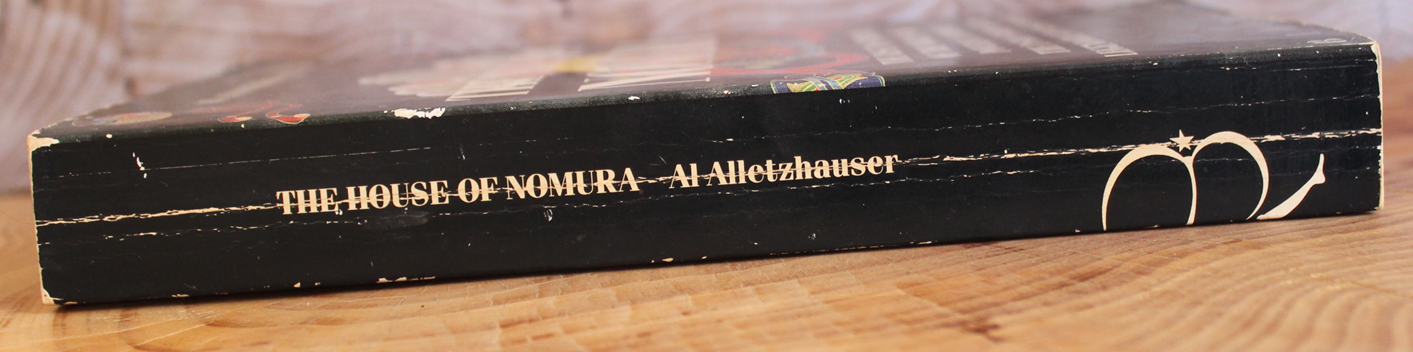 THE HOUSE OF NOMURA Al Alletzhauser